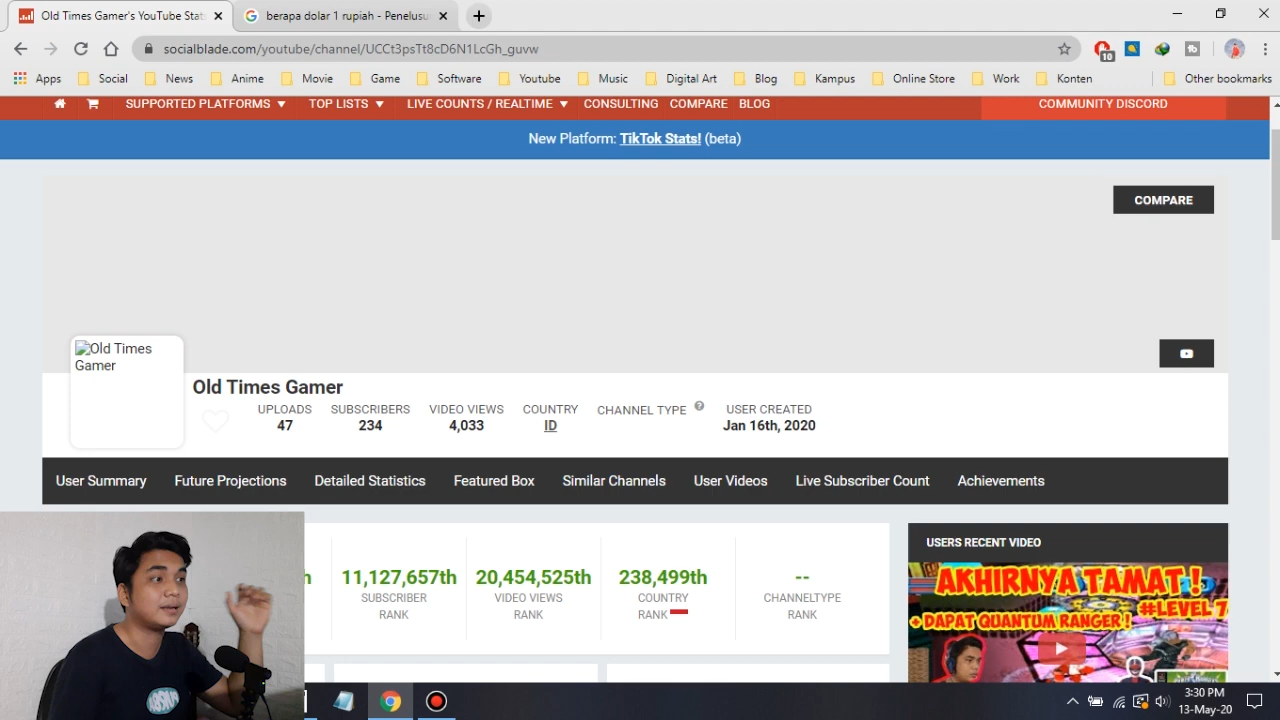 Old Times Gamer's YouTube Stats
berapa dolar 1 rupiah - Penelusu
socialblade.com/youtube/channel/UCCt3psTt8cD6N1LcGh_guvw
10
Apps Social News Anime Movie Game Software Youtube Music Digital Art Blog Kampus Online Store Work Konten Other bookmarks
SUPPORTED PLATFORMS TOP LISTS LIVE COUNTS / REALTIME CONSULTING COMPARE BLOG COMMUNITY DISCORD
New Platform: TikTok Stats! (beta)
COMPARE
Old Times
Gamer
Old Times Gamer
UPLOADS SUBSCRIBERS VIDEO VIEWS COUNTRY CHANNEL TYPE ? USER CREATED
47 234 4,033 ID Jan 16th, 2020
User Summary Future Projections Detailed Statistics Featured Box Similar Channels User Videos Live Subscriber Count Achievements
USERS RECENT VIDEO
h 11,127,657th 20,454,525th 238,499th --
SUBSCRIBER VIDEO VIEWS COUNTRY CHANNELTYPE
RANK RANK RANK RANK
AKHIRNYA TAMAT !
#LEVEL 7
+ DAPAT QUANTUM RANGER !
3:30 PM
13-May-20